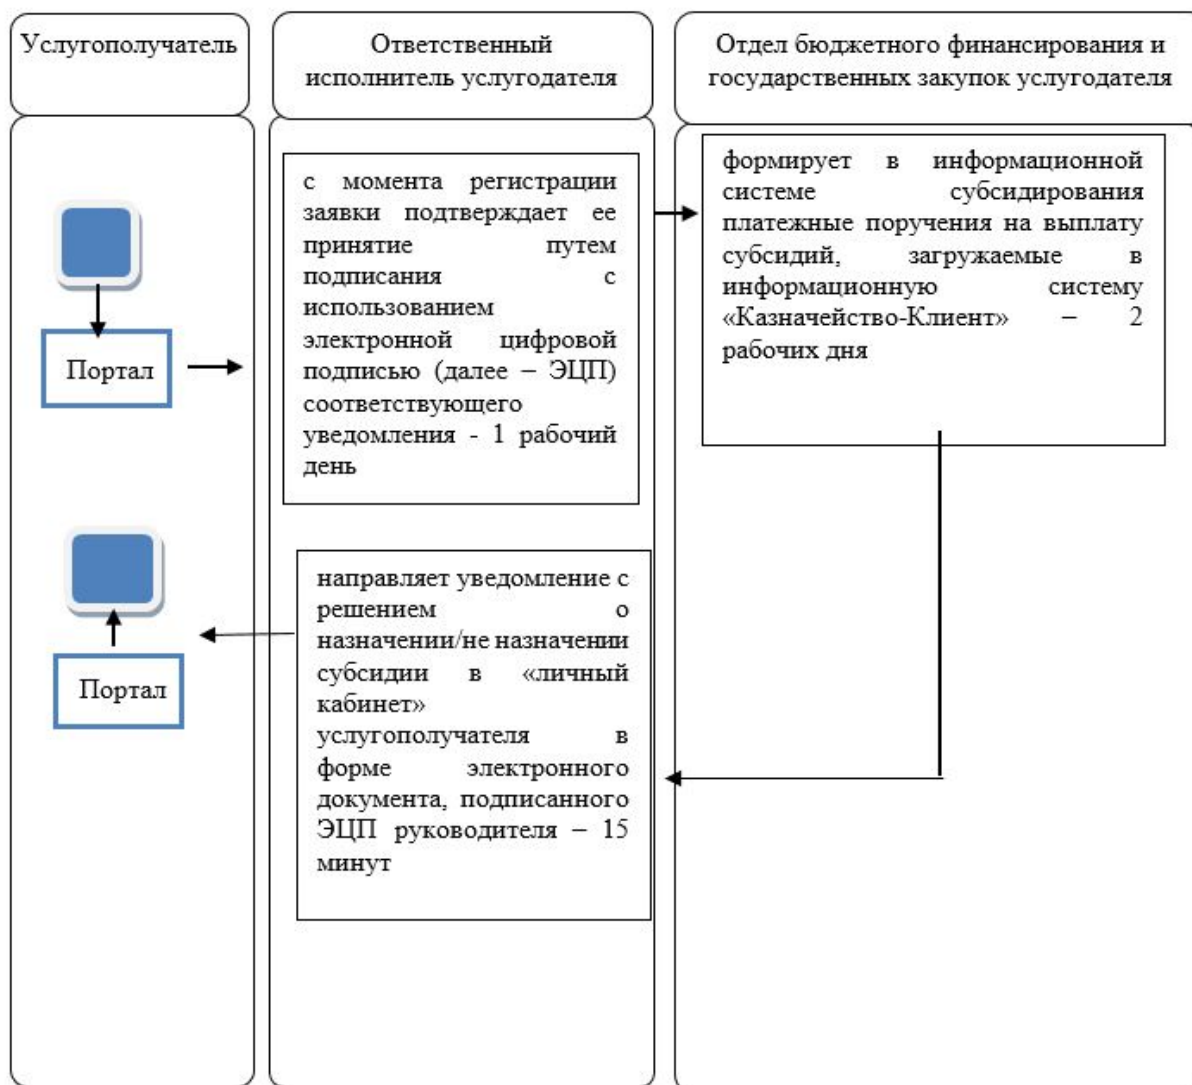 Услугополучатель
Ответственный
исполнитель услугодателя
Отдел бюджетного финансирования и
государственных закупок услугодателя
Портал
с момента регистрации
заявки подтверждает ее
принятие путем
подписания с
использованием
электронной цифровой
подписью (далее – ЭЦП)
соответствующего
уведомления - 1 рабочий
день
формирует в информационной
системе субсидирования
платежные поручения на выплату
субсидий, загружаемые в
информационную систему
«Казначейство-Клиент» – 2
рабочих дня
направляет уведомление с
решением о
назначении/не назначении
субсидии в «личный
кабинет»
услугополучателя в
форме электронного
документа, подписанного
ЭЦП руководителя – 15
минут
Портал